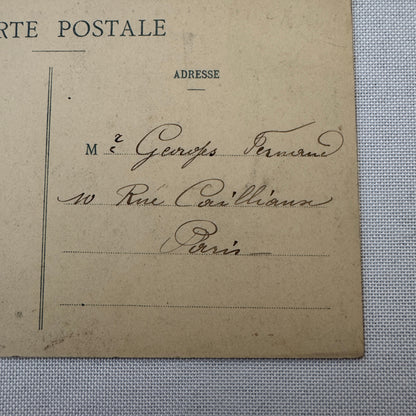 RTE POSTALE
ADRESSE
Mr Georges Fernand
10 Rue Cailliaux
Paris